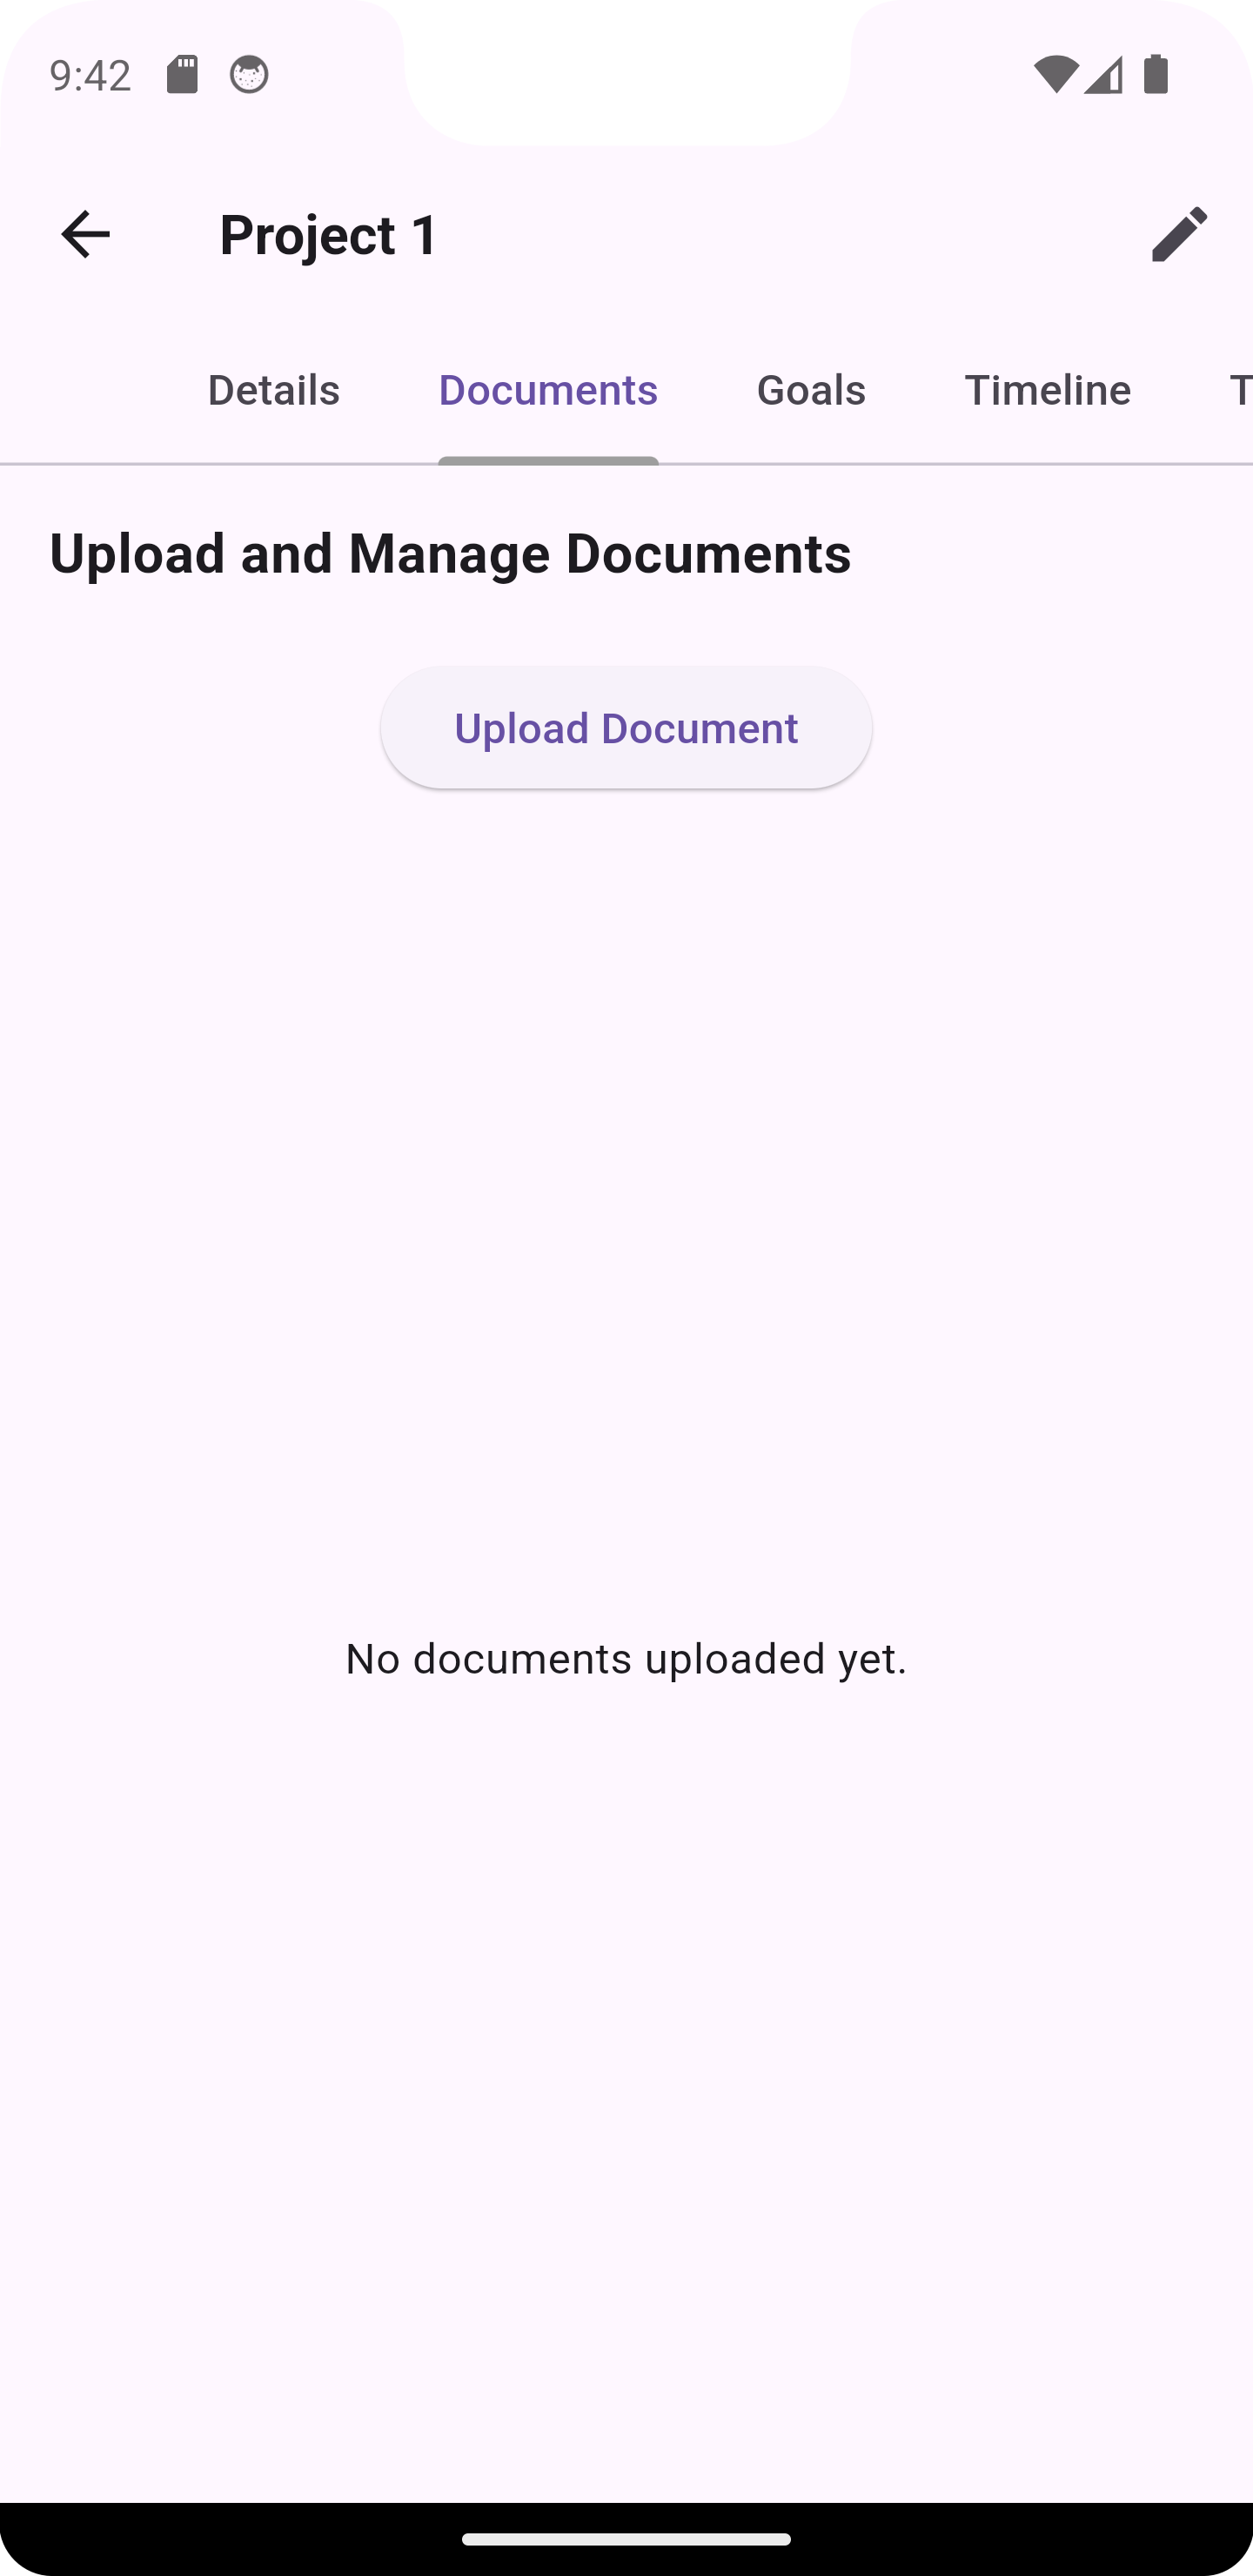 9:42
Project 1
Details Documents Goals Timeline T
Upload and Manage Documents
Upload Document
No documents uploaded yet.